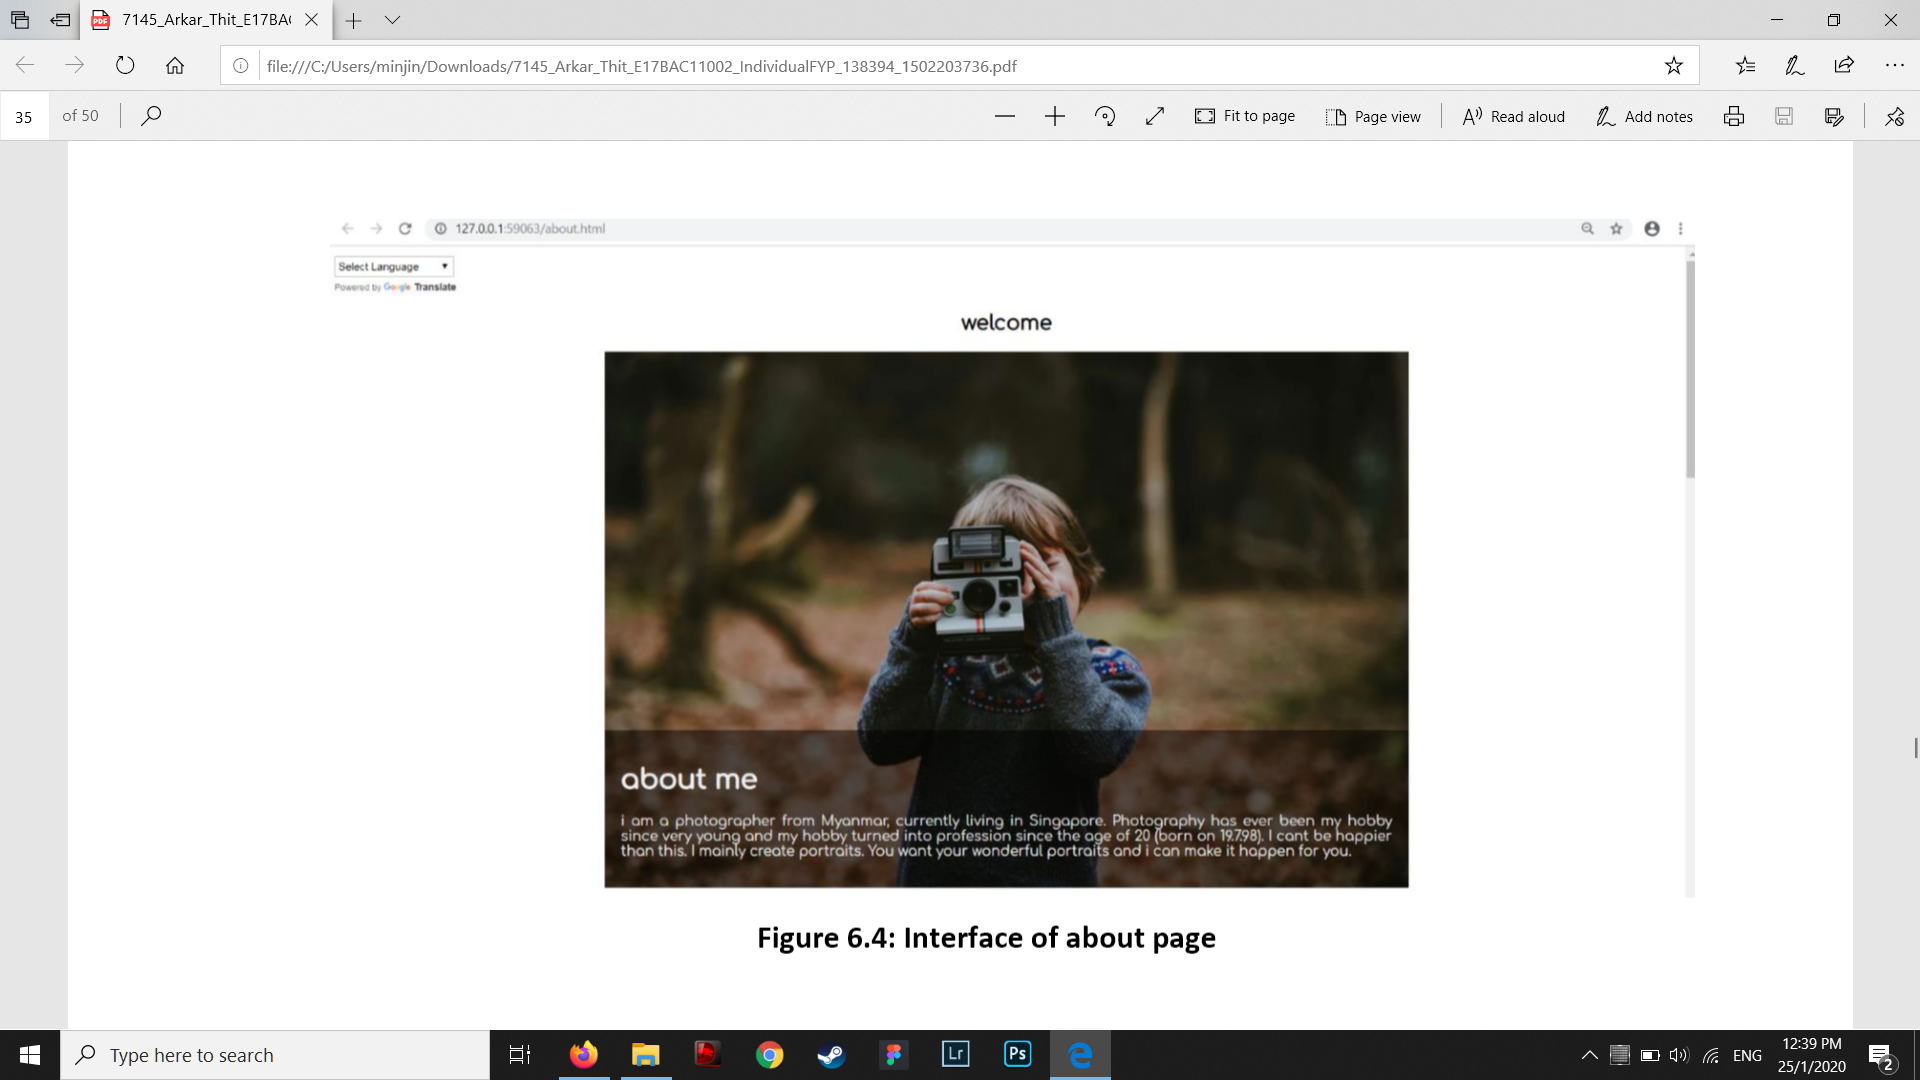 7145_Arkar_Thit_E17BA
file:///C:/Users/minjin/Downloads/7145_Arkar_Thit_E17BAC11002_IndividualFYP_138394_1502203736.pdf
35 of 50
Fit to page
Page view
Read aloud
Add notes
127.0.0.1:59063/about.html
Select Language
Powered by Google Translate
welcome
about me
i am a photographer from Myanmar, currently living in Singapore. Photography has ever been my hobby
since very young and my hobby turned into profession since the age of 20 (born on 19.7.98). I cant be happier
than this. I mainly create portraits. You want your wonderful portraits and i can make it happen for you.
Figure 6.4: Interface of about page
Type here to search
Lr
Ps
ENG
12:39 PM
25/1/2020
2